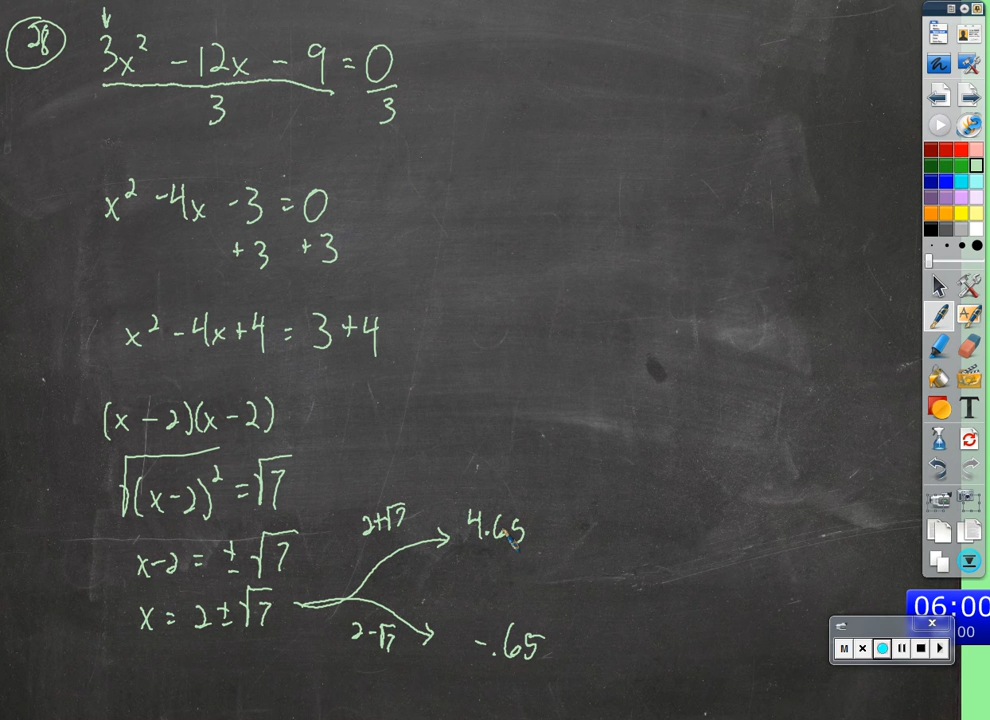 28
3x² - 12x - 9 = 0
3 3
x² - 4x - 3 = 0
+3 +3
x² - 4x + 4 = 3 + 4
(x - 2)(x - 2)
√(x-2)² = √7
x-2 = ± √7
x = 2 ± √7
2+√7
4.65
2-√7
-.65
T
06:00
00
M